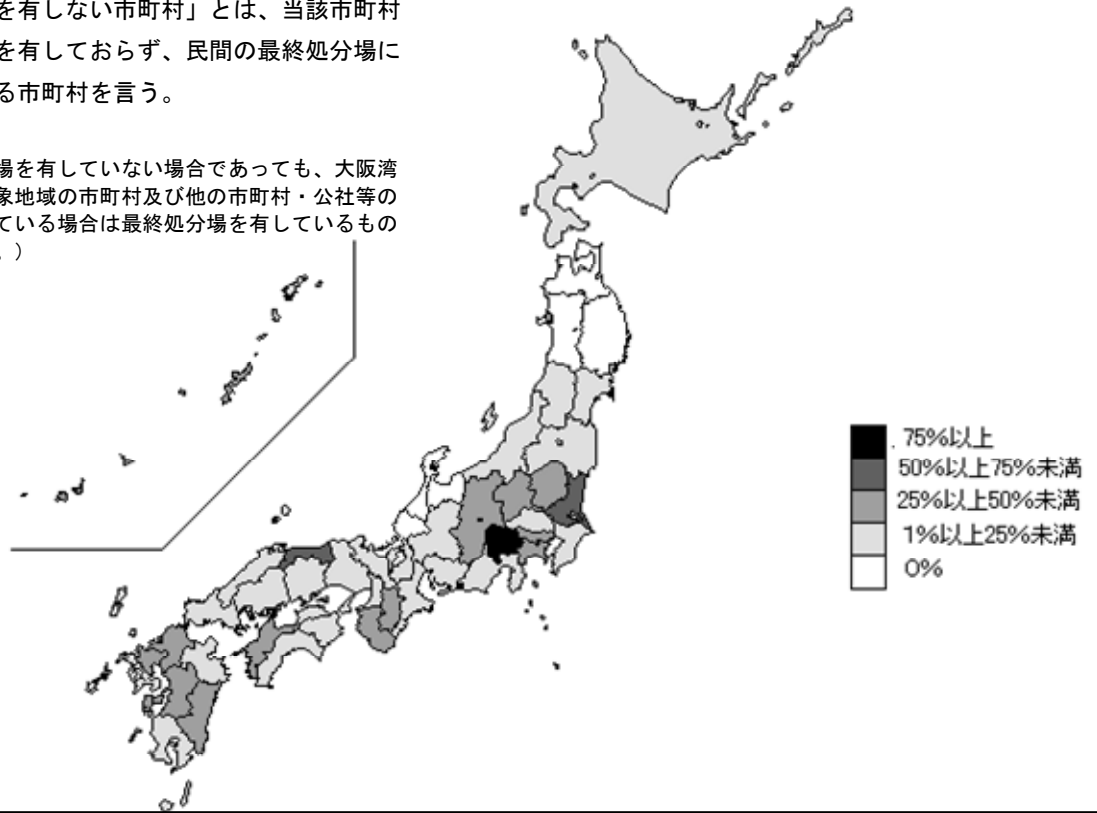 を有しない市町村」とは、当該市町村
を有しておらず、民間の最終処分場に
る市町村を言う。
場を有していない場合であっても、大阪湾
象地域の市町村及び他の市町村・公社等の
ている場合は最終処分場を有しているもの
。）
75%以上
50%以上75%未満
25%以上50%未満
1%以上25%未満
0%